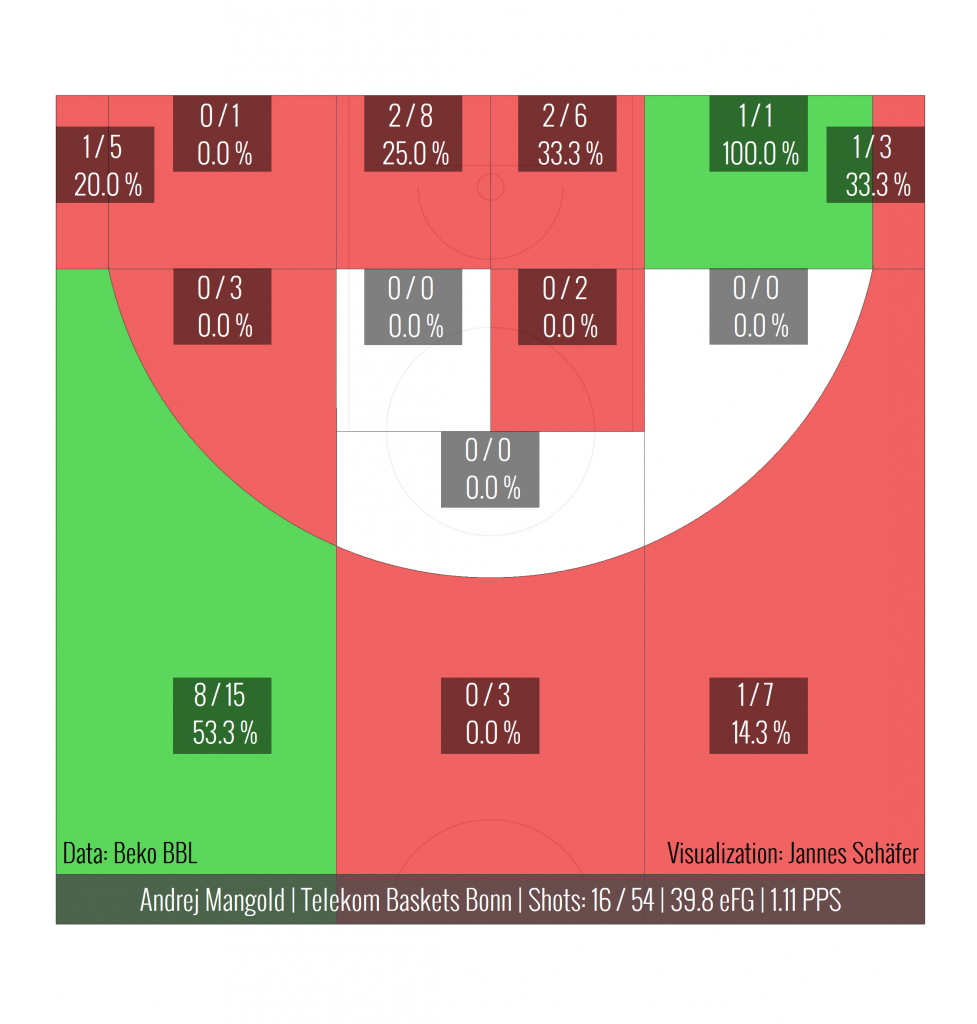 0 / 1
0.0 %
2 / 8
25.0 %
2 / 6
33.3 %
1 / 1
100.0 %
1 / 5
20.0 %
1 / 3
33.3 %
0 / 3
0.0 %
0 / 0
0.0 %
0 / 2
0.0 %
0 / 0
0.0 %
0 / 0
0.0 %
8 / 15
53.3 %
0 / 3
0.0 %
1 / 7
14.3 %
Data: Beko BBL
Visualization: Jannes Schäfer
Andrej Mangold | Telekom Baskets Bonn | Shots: 16 / 54 | 39.8 eFG | 1.11 PPS